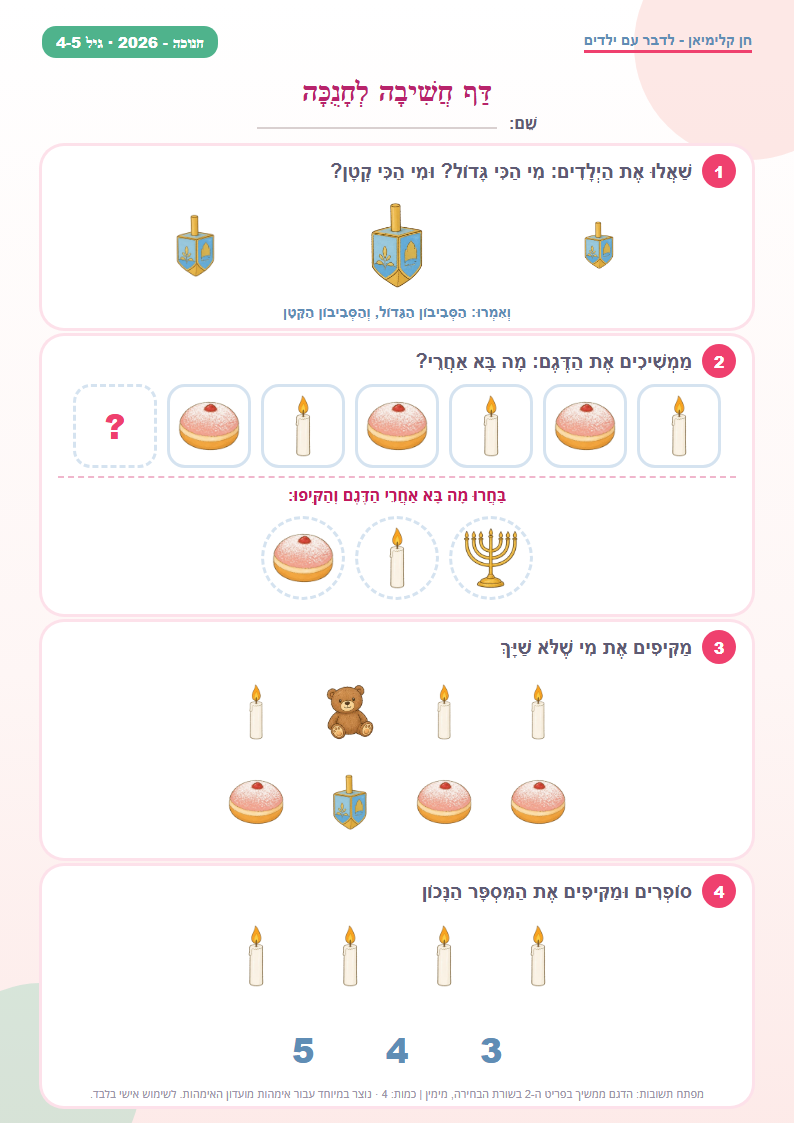 חן קלימיאן - לדבר עם ילדים
חנוכה - 2026 · גיל 4-5
דַּף חֲשִׁיבָה לַחֲנֻכָּה
שֵׁם:
1
שַׁאֲלוּ אֶת הַיְּלָדִים: מִי הַכִּי גָּדוֹל? וּמִי הַכִּי קָטָן?
וְאִמְרוּ: הַסְּבִיבוֹן הַגָּדוֹל, וְהַסְּבִיבוֹן הַקָּטָן
2
מַמְשִׁיכִים אֶת הַדֶּגֶם: מָה בָּא אַחֲרֵי?
?
בַּחֲרוּ מָה בָּא אַחֲרֵי הַדֶּגֶם וְהַקִּיפוּ:
3
מַקִּיפִים אֶת מִי שֶׁלֹּא שַׁיָּךְ
4
סוֹפְרִים וּמַקִּיפִים אֶת הַמִּסְפָּר הַנָּכוֹן
3 4 5
מפתח תשובות: הדגם ממשיך בפריט ה-2 בשורת הבחירה, מימין | כמות: 4 · נוצר במיוחד עבור אימהות מועדון האימהות. לשימוש אישי בלבד.